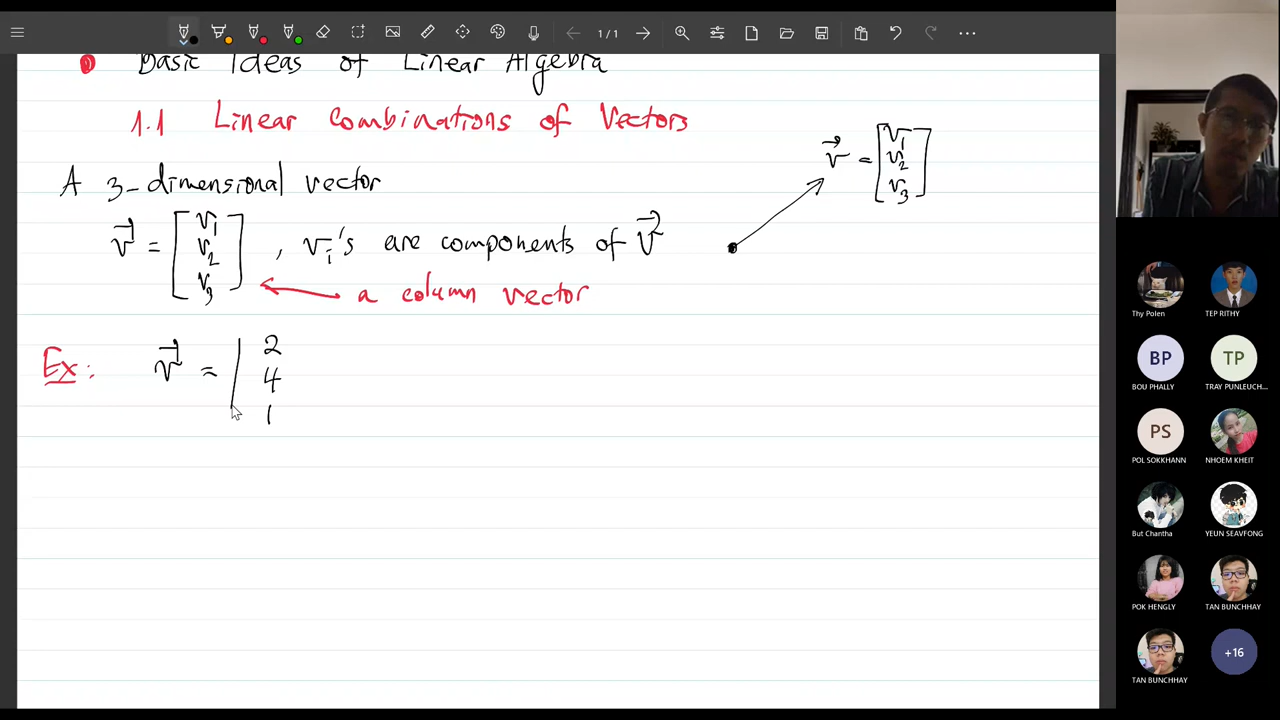 1 / 1
Basic Ideas of Linear Algebra
1.1 Linear Combinations of Vectors
A 3-dimensional vector
v⃗ = [v₁ v₂ v₃] , vᵢ's are components of v⃗
v⃗ = [v₁ v₂ v₃]
a column vector
Ex: v⃗ = | 2
4
1
Thy Polen
TEP RITHY
BP
TP
BOU PHALLY
TRAY PUNLEUCH...
PS
POL SOKKHANN
NHOEM KHEIT
But Chantha
YEUN SEAVFONG
POK HENGLY
TAN BUNCHHAY
TAN BUNCHHAY
+16